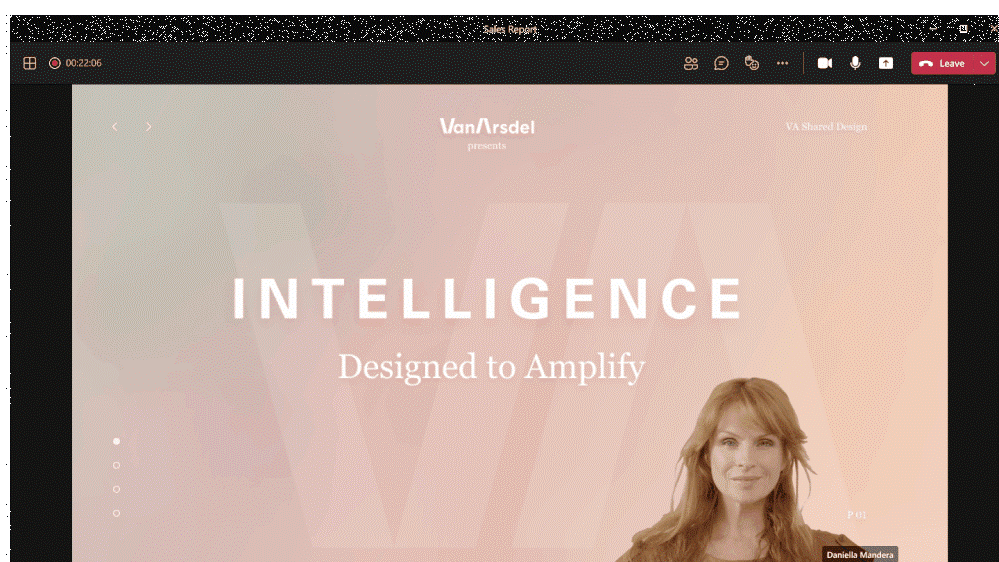 Sales Report
00:22:06
Leave
VanArsdel
presents
VA Shared Design
INTELLIGENCE
Designed to Amplify
P 01
Daniella Mandera